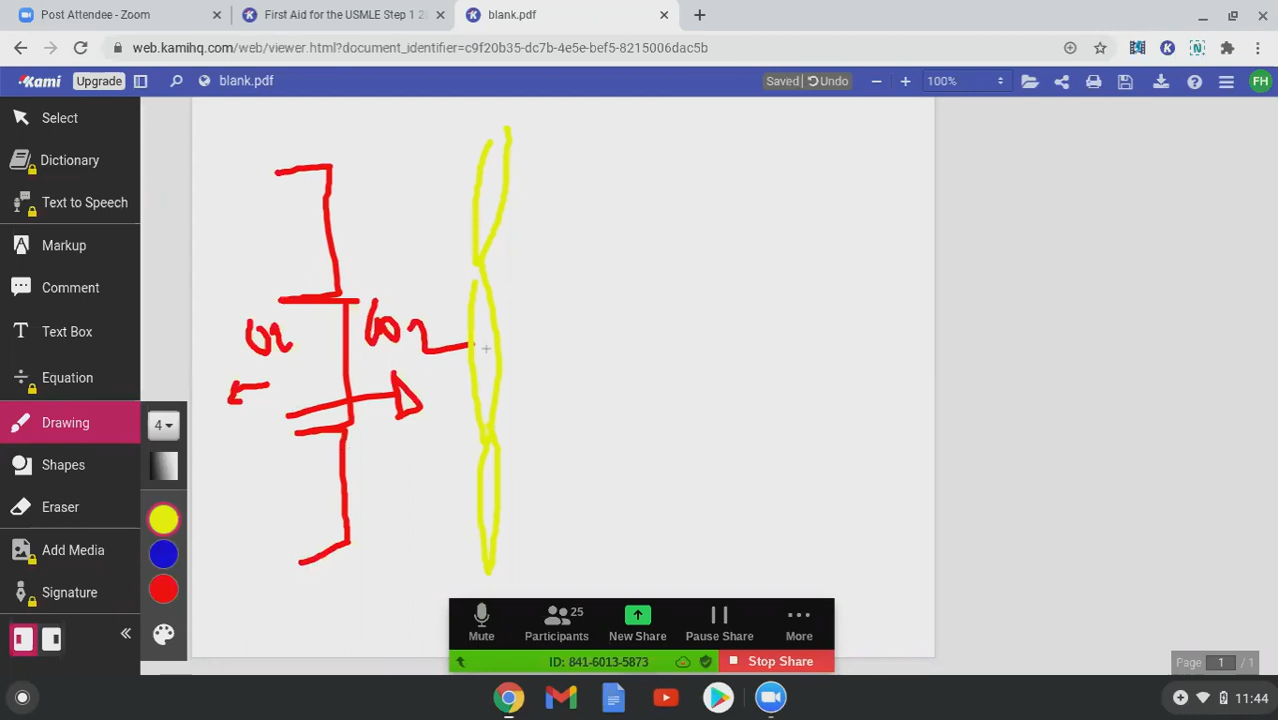 Post Attendee - Zoom
First Aid for the USMLE Step 1 2
blank.pdf
web.kamihq.com/web/viewer.html?document_identifier=c9f20b35-dc7b-4e5e-bef5-8215006dac5b
Kami
Upgrade
blank.pdf
Saved Undo
100%
FH
Select
Dictionary
Text to Speech
Markup
Comment
Text Box
Equation
Drawing
4
Shapes
Eraser
Add Media
Signature
Mute
Participants
25
New Share
Pause Share
More
ID: 841-6013-5873
Stop Share
Page 1 / 1
11:44